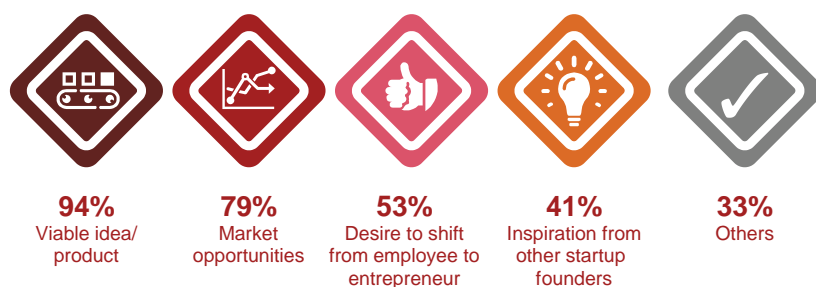 94%
Viable idea/
product
79%
Market
opportunities
53%
Desire to shift
from employee to
entrepreneur
41%
Inspiration from
other startup
founders
33%
Others